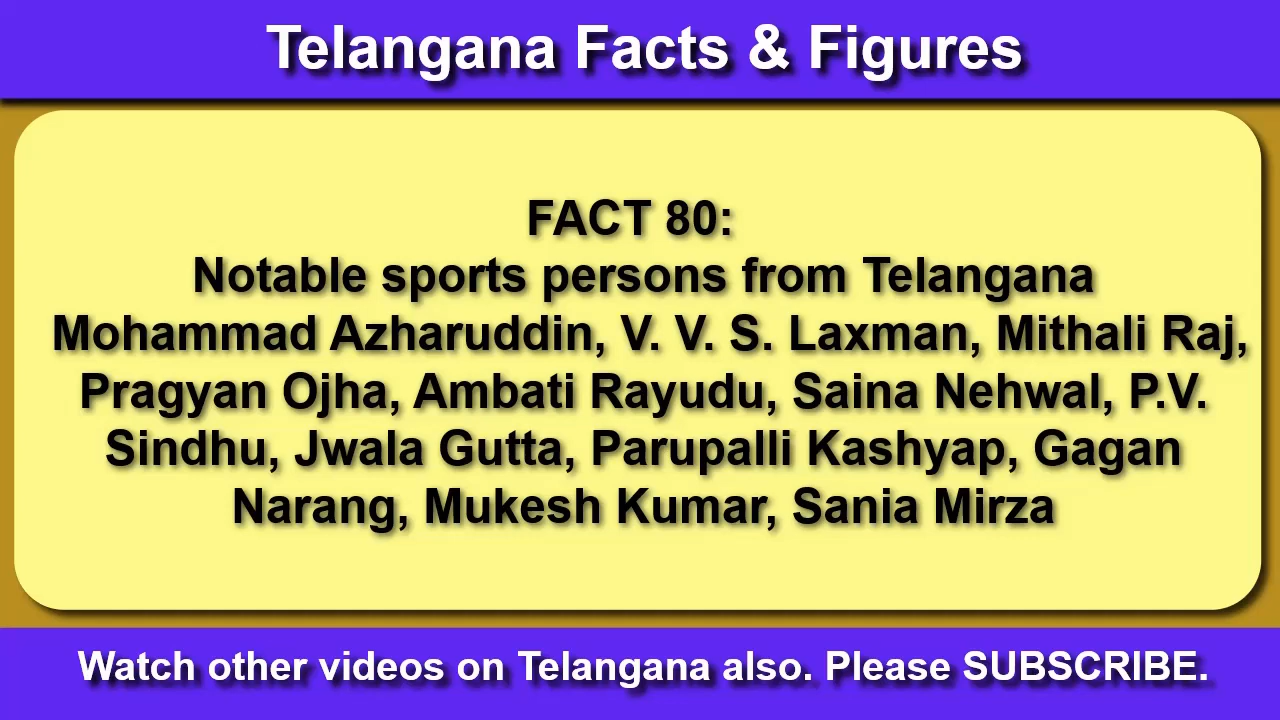 Telangana Facts & Figures
FACT 80:
Notable sports persons from Telangana
Mohammad Azharuddin, V. V. S. Laxman, Mithali Raj,
Pragyan Ojha, Ambati Rayudu, Saina Nehwal, P.V.
Sindhu, Jwala Gutta, Parupalli Kashyap, Gagan
Narang, Mukesh Kumar, Sania Mirza
Watch other videos on Telangana also. Please SUBSCRIBE.